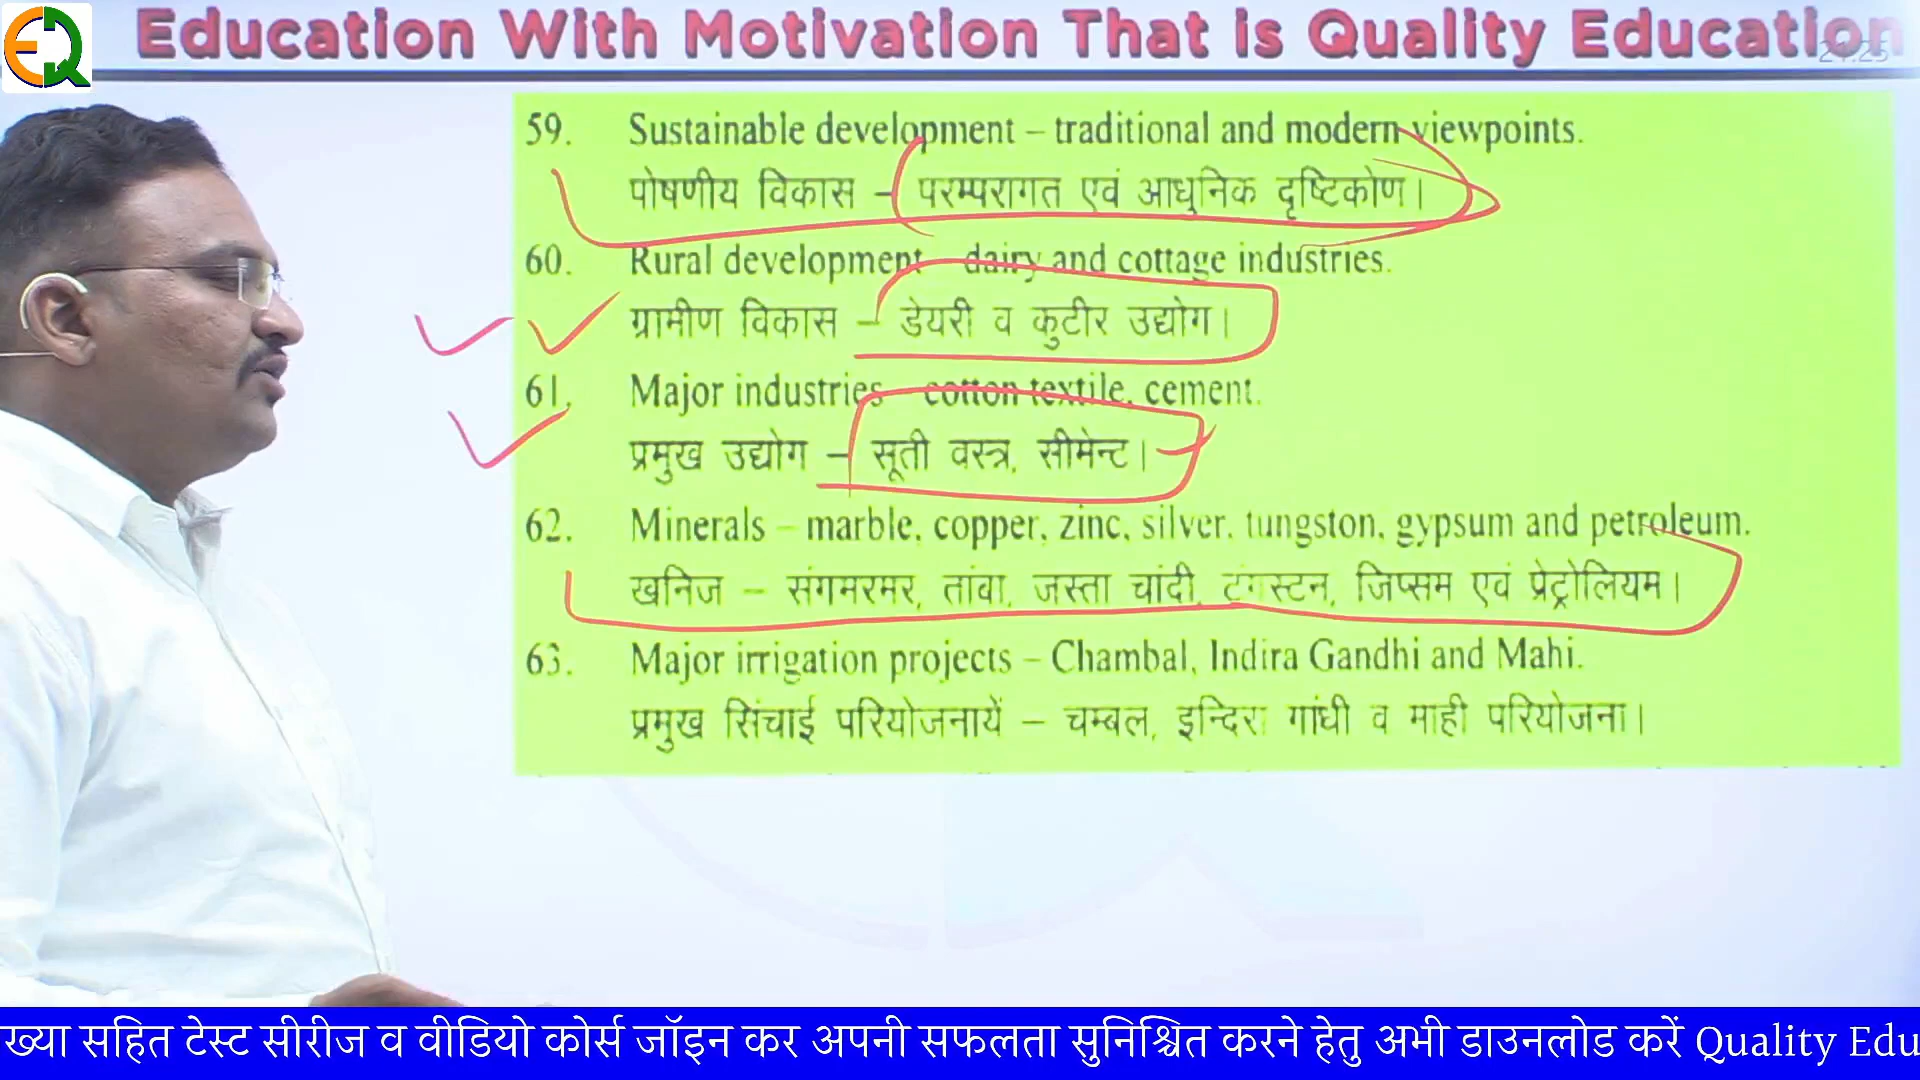 EQ
Education With Motivation That is Quality Education
21:25
59. Sustainable development – traditional and modern viewpoints.
पोषणीय विकास – परम्परागत एवं आधुनिक दृष्टिकोण।
60. Rural development – dairy and cottage industries.
ग्रामीण विकास – डेयरी व कुटीर उद्योग।
61. Major industries – cotton textile, cement.
प्रमुख उद्योग – सूती वस्त्र, सीमेन्ट।
62. Minerals – marble, copper, zinc, silver, tungston, gypsum and petroleum.
खनिज – संगमरमर, तांवा, जस्ता चांदी, टंगस्टन, जिप्सम एवं प्रेट्रोलियम।
63. Major irrigation projects – Chambal, Indira Gandhi and Mahi.
प्रमुख सिंचाई परियोजनायें – चम्बल, इन्दिरा गांधी व माही परियोजना।
ख्या सहित टेस्ट सीरीज व वीडियो कोर्स जॉइन कर अपनी सफलता सुनिश्चित करने हेतु अभी डाउनलोड करें Quality Edu